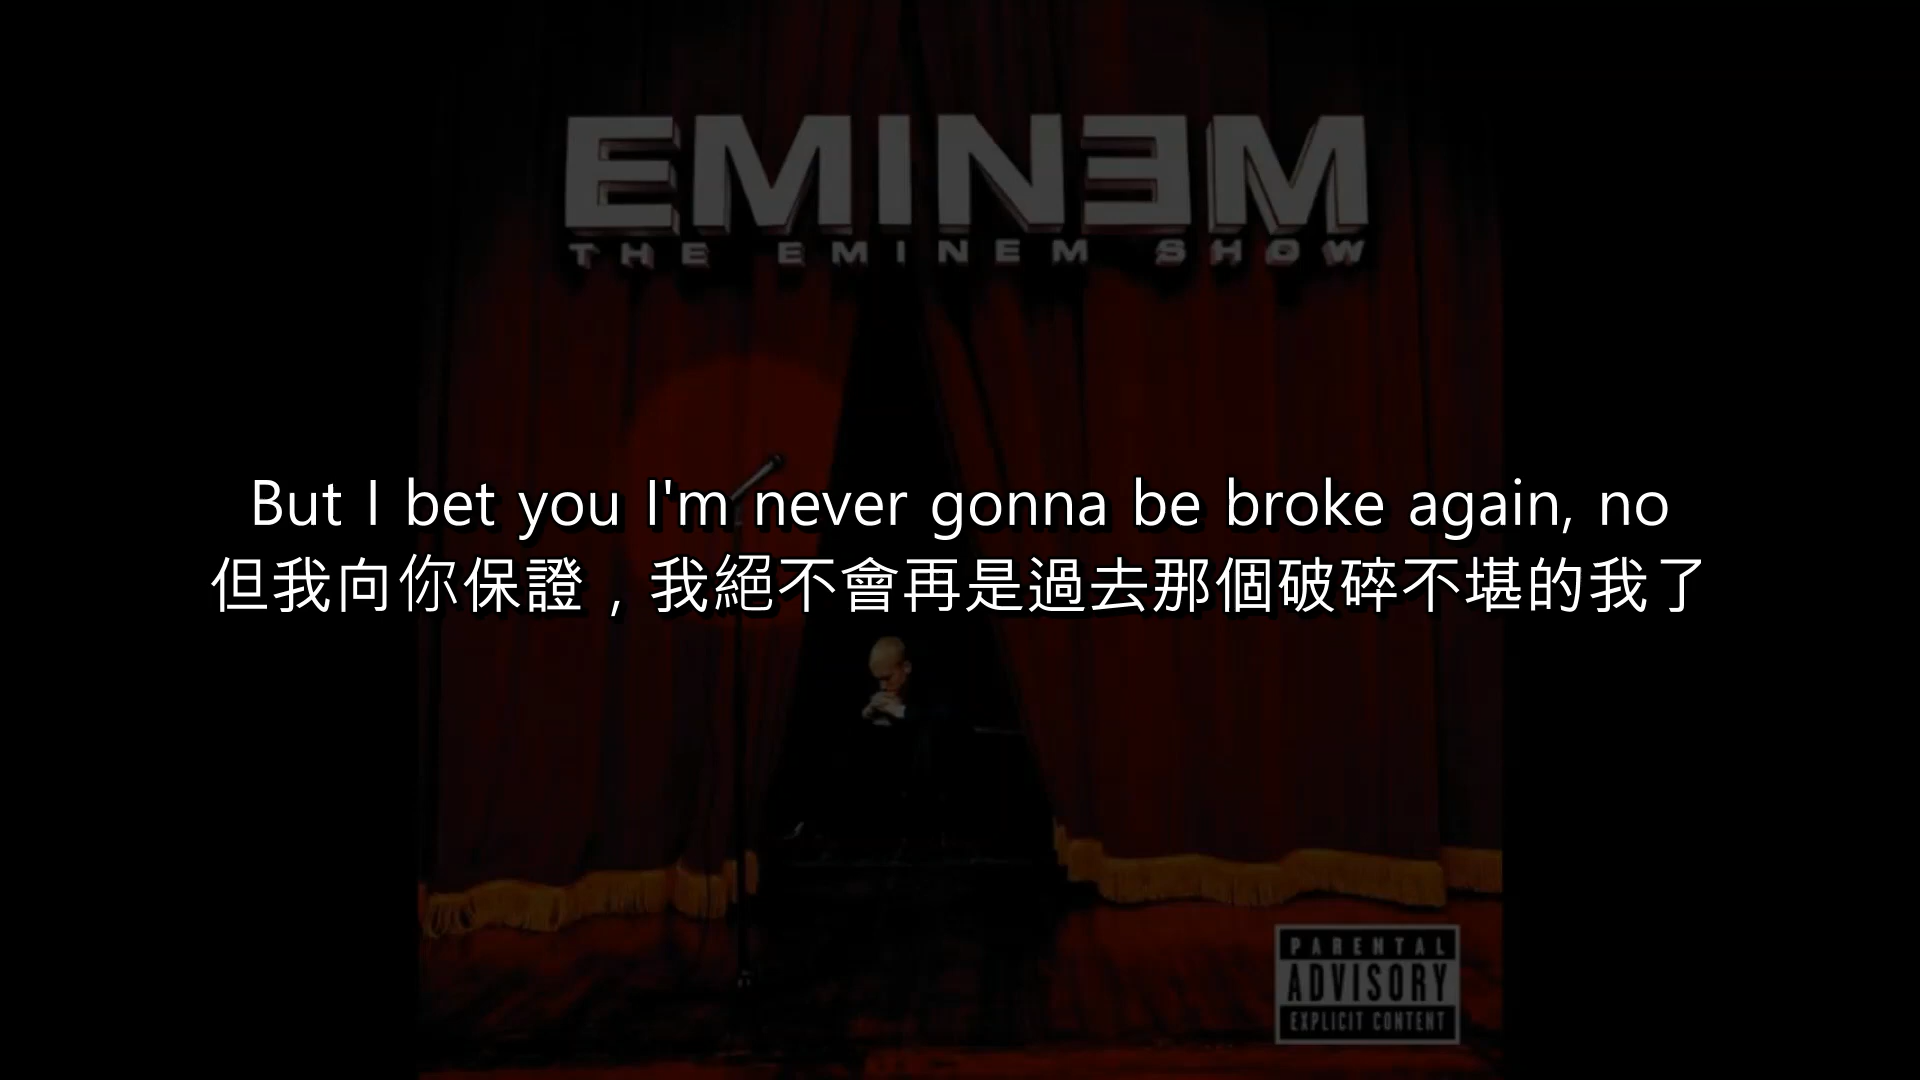 EMINƎM
THE EMINEM SHOW
But I bet you I'm never gonna be broke again, no
但我向你保證，我絕不會再是過去那個破碎不堪的我了
PARENTAL
ADVISORY
EXPLICIT CONTENT